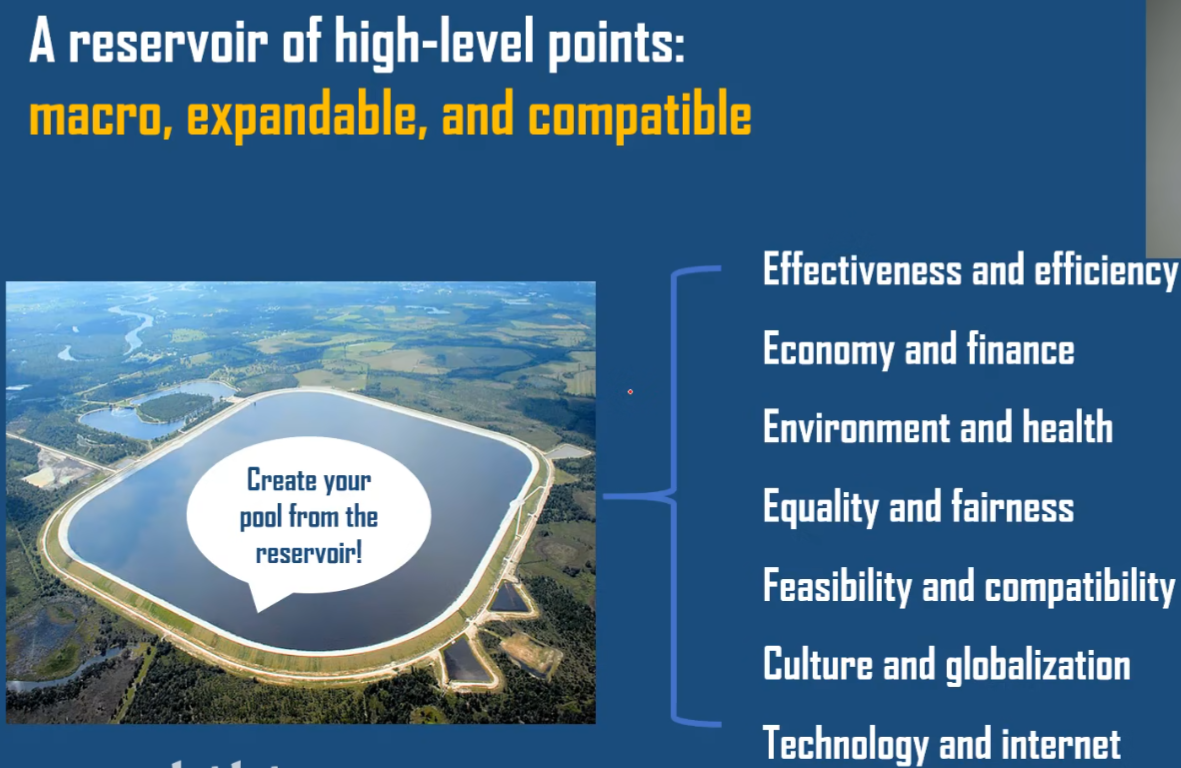 A reservoir of high-level points:
macro, expandable, and compatible
Create your
pool from the
reservoir!
Effectiveness and efficiency
Economy and finance
Environment and health
Equality and fairness
Feasibility and compatibility
Culture and globalization
Technology and internet